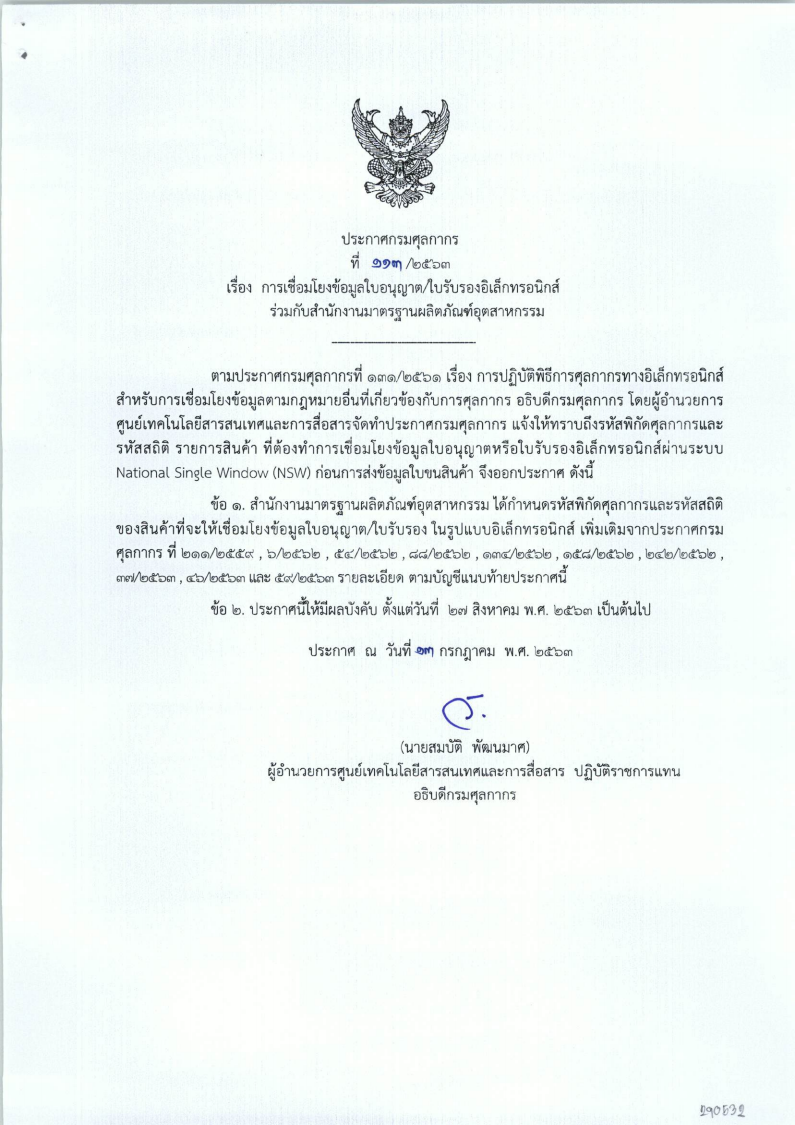 ประกาศกรมศุลกากร
ที่ ๑๑๓ /๒๕๖๓
เรื่อง การเชื่อมโยงข้อมูลใบอนุญาต/ใบรับรองอิเล็กทรอนิกส์
ร่วมกับสำนักงานมาตรฐานผลิตภัณฑ์อุตสาหกรรม
ตามประกาศกรมศุลกากรที่ ๑๓๑/๒๕๖๑ เรื่อง การปฏิบัติพิธีการศุลกากรทางอิเล็กทรอนิกส์
สำหรับการเชื่อมโยงข้อมูลตามกฎหมายอื่นที่เกี่ยวข้องกับการศุลกากร อธิบดีกรมศุลกากร โดยผู้อำนวยการ
ศูนย์เทคโนโลยีสารสนเทศและการสื่อสารจัดทำประกาศกรมศุลกากร แจ้งให้ทราบถึงรหัสพิกัดศุลกากรและ
รหัสสถิติ รายการสินค้า ที่ต้องทำการเชื่อมโยงข้อมูลใบอนุญาตหรือใบรับรองอิเล็กทรอนิกส์ผ่านระบบ
National Single Window (NSW) ก่อนการส่งข้อมูลใบขนสินค้า จึงออกประกาศ ดังนี้
ข้อ ๑. สำนักงานมาตรฐานผลิตภัณฑ์อุตสาหกรรม ได้กำหนดรหัสพิกัดศุลกากรและรหัสสถิติ
ของสินค้าที่จะให้เชื่อมโยงข้อมูลใบอนุญาต/ใบรับรอง ในรูปแบบอิเล็กทรอนิกส์ เพิ่มเติมจากประกาศกรม
ศุลกากร ที่ ๒๑๑/๒๕๕๙ , ๖/๒๕๖๒ , ๕๔/๒๕๖๒ , ๘๘/๒๕๖๒ , ๑๓๔/๒๕๖๒ , ๑๕๘/๒๕๖๒ , ๒๔๒/๒๕๖๒ ,
๓๗/๒๕๖๓ , ๔๖/๒๕๖๓ และ ๕๙/๒๕๖๓ รายละเอียด ตามบัญชีแนบท้ายประกาศนี้
ข้อ ๒. ประกาศนี้ให้มีผลบังคับ ตั้งแต่วันที่ ๒๗ สิงหาคม พ.ศ. ๒๕๖๓ เป็นต้นไป
ประกาศ ณ วันที่ ๑๓ กรกฎาคม พ.ศ. ๒๕๖๓
(นายสมบัติ พัฒนมาศ)
ผู้อำนวยการศูนย์เทคโนโลยีสารสนเทศและการสื่อสาร ปฏิบัติราชการแทน
อธิบดีกรมศุลกากร